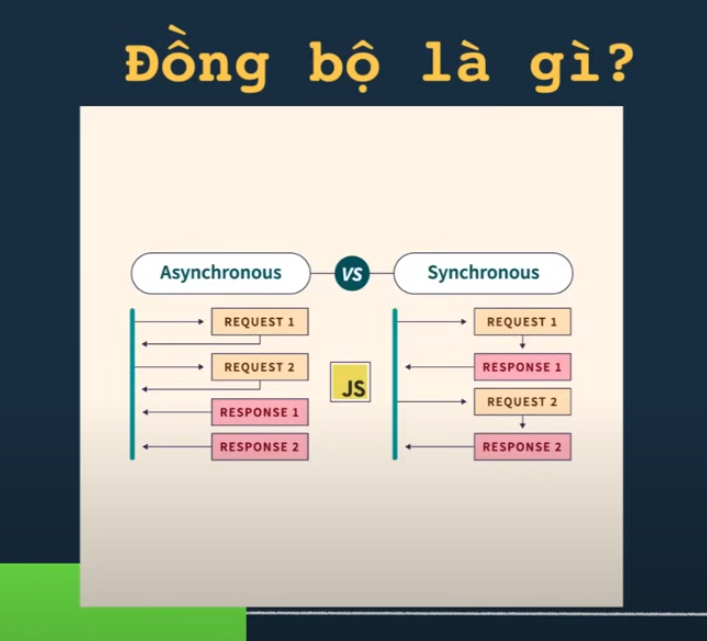 Đồng bộ là gì?
Asynchronous
VS
Synchronous
REQUEST 1
REQUEST 2
RESPONSE 1
RESPONSE 2
JS
REQUEST 1
RESPONSE 1
REQUEST 2
RESPONSE 2